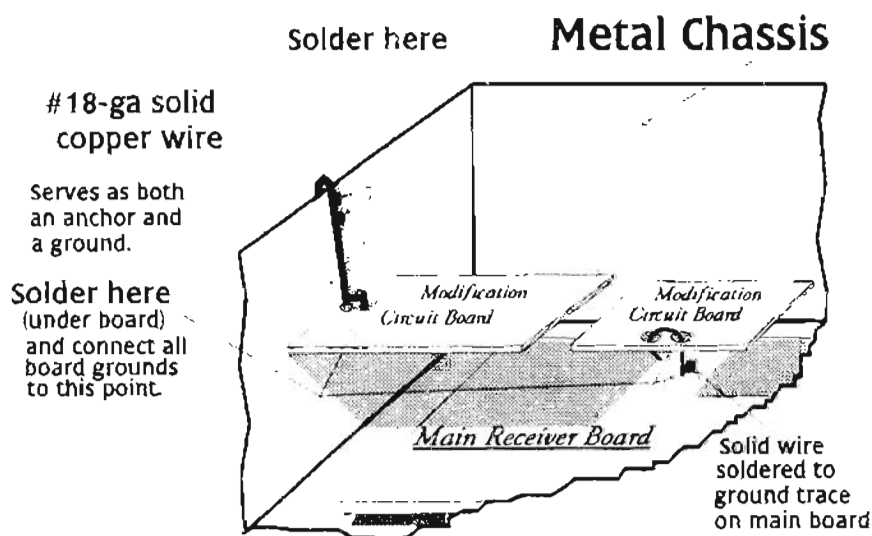 Solder here
Metal Chassis
#18-ga solid
copper wire
Serves as both
an anchor and
a ground.
Solder here
(under board)
and connect all
board grounds
to this point.
Modification
Circuit Board
Modification
Circuit Board
Main Receiver Board
Solid wire
soldered to
ground trace
on main board